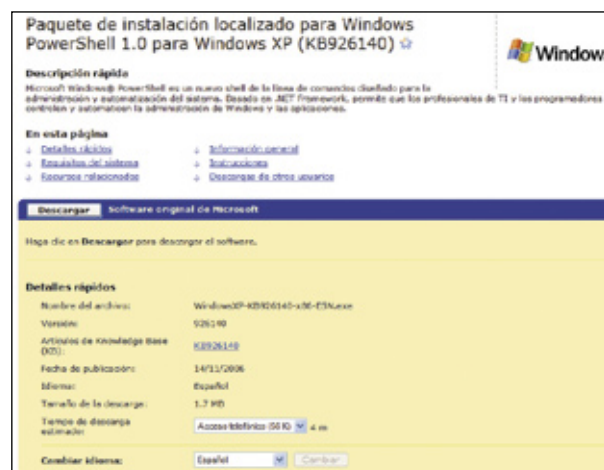 Paquete de instalación localizado para Windows
PowerShell 1.0 para Windows XP (KB926140)
Windows
Descripción rápida
Microsoft Windows® PowerShell es un nuevo shell de la línea de comandos diseñado para la
administración y automatización del sistema. Basado en .NET Framework, permite que los profesionales de TI y los programadores
controlen y automaticen la administración de Windows y las aplicaciones.
En esta página
Detalles rápidos
Información general
Requisitos del sistema
Instrucciones
Recursos relacionados
Descargas de otros usuarios
Descargar Software original de Microsoft
Haga clic en Descargar para descargar el software.
Detalles rápidos
Nombre del archivo: WindowsXP-KB926140-x86-ESN.exe
Versión: 926140
Artículos de Knowledge Base
(KB): KB926140
Fecha de publicación: 14/11/2006
Idioma: Español
Tamaño de la descarga: 1.7 MB
Tiempo de descarga
estimado: Acceso telefónico (56 K) 4 m
Cambiar idioma: Español Cambiar